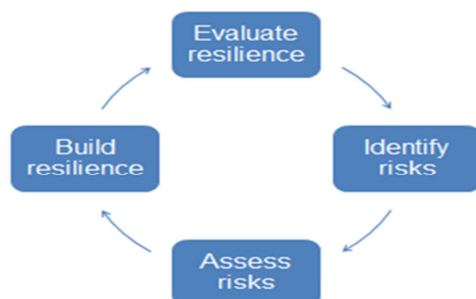 Evaluate
resilience
Identify
risks
Assess
risks
Build
resilience